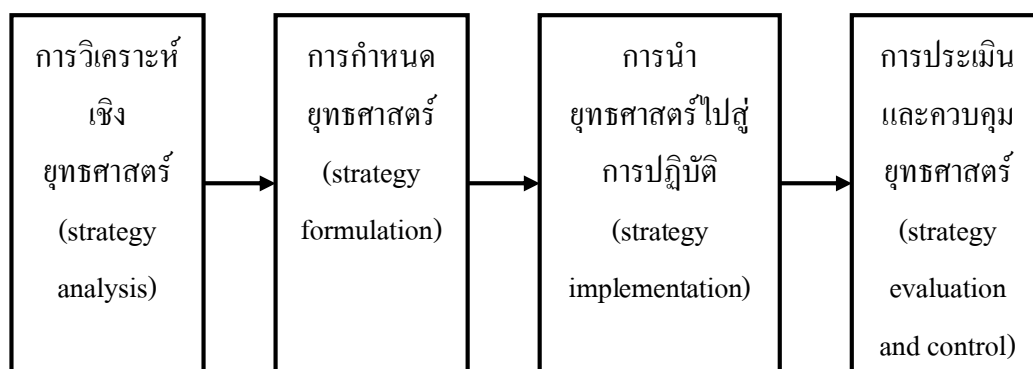 การวิเคราะห์
เชิง
ยุทธศาสตร์
(strategy
analysis)
การกำหนด
ยุทธศาสตร์
(strategy
formulation)
การนำ
ยุทธศาสตร์ไปสู่
การปฏิบัติ
(strategy
implementation)
การประเมิน
และควบคุม
ยุทธศาสตร์
(strategy
evaluation
and control)